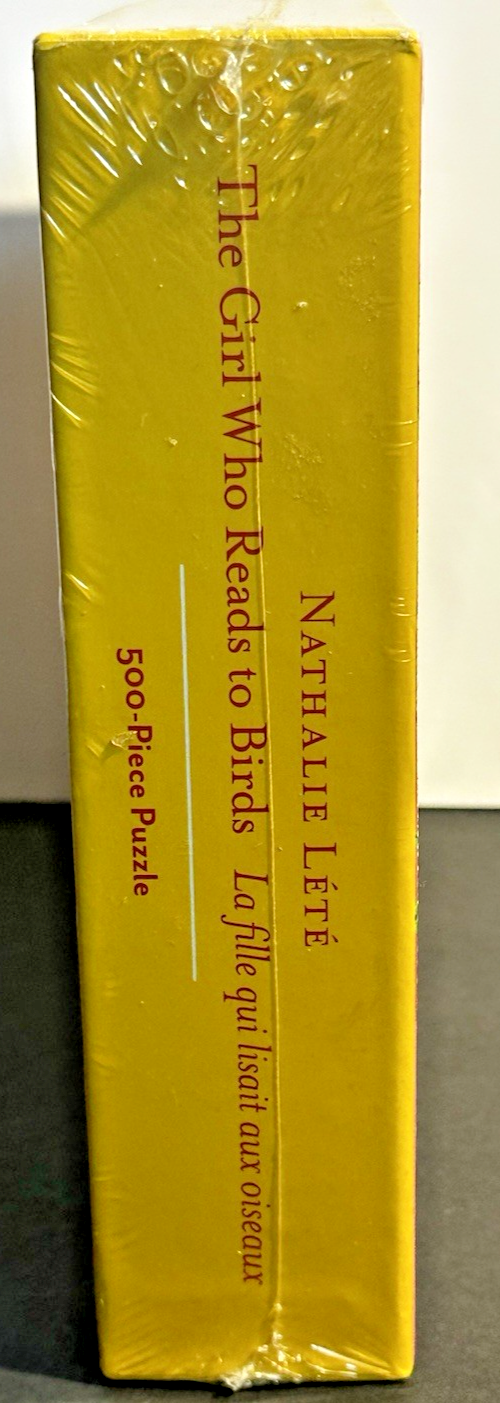 NATHALIE LÉTÉ
The Girl Who Reads to Birds La fille qui lisait aux oiseaux
500-Piece Puzzle